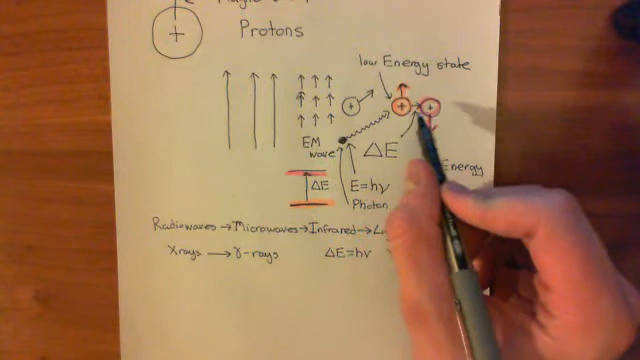 Protons
low Energy state
EM
wave
ΔE
Energy
ΔE
E=hν
Photon
Radiowaves → Microwaves → Infrared →
Xrays → γ-rays
ΔE=hν